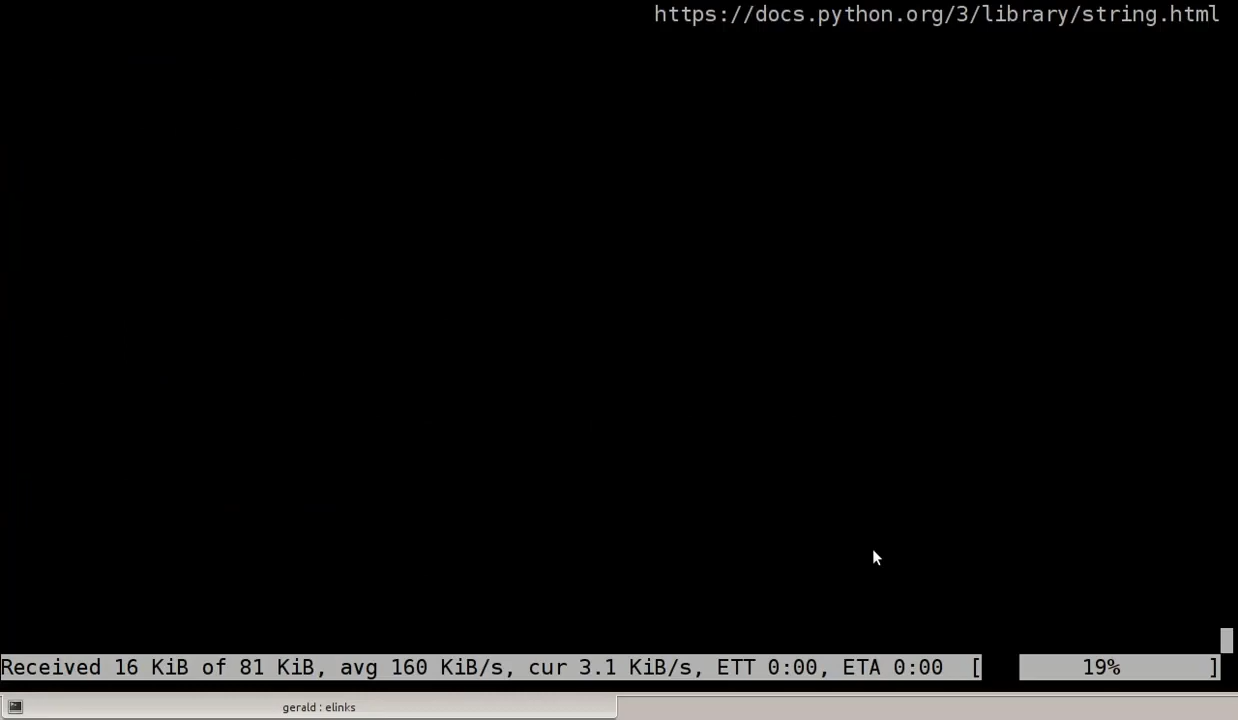 https://docs.python.org/3/library/string.html
Received 16 KiB of 81 KiB, avg 160 KiB/s, cur 3.1 KiB/s, ETT 0:00, ETA 0:00 [ 19% ]
gerald : elinks